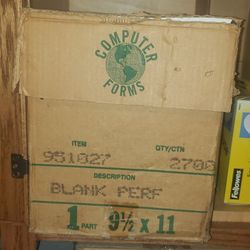 COMPUTER
FORMS
ITEM QTY/CTN
951027 2700
DESCRIPTION
BLANK PERF
1 PART 9½ x 11
Fellowes